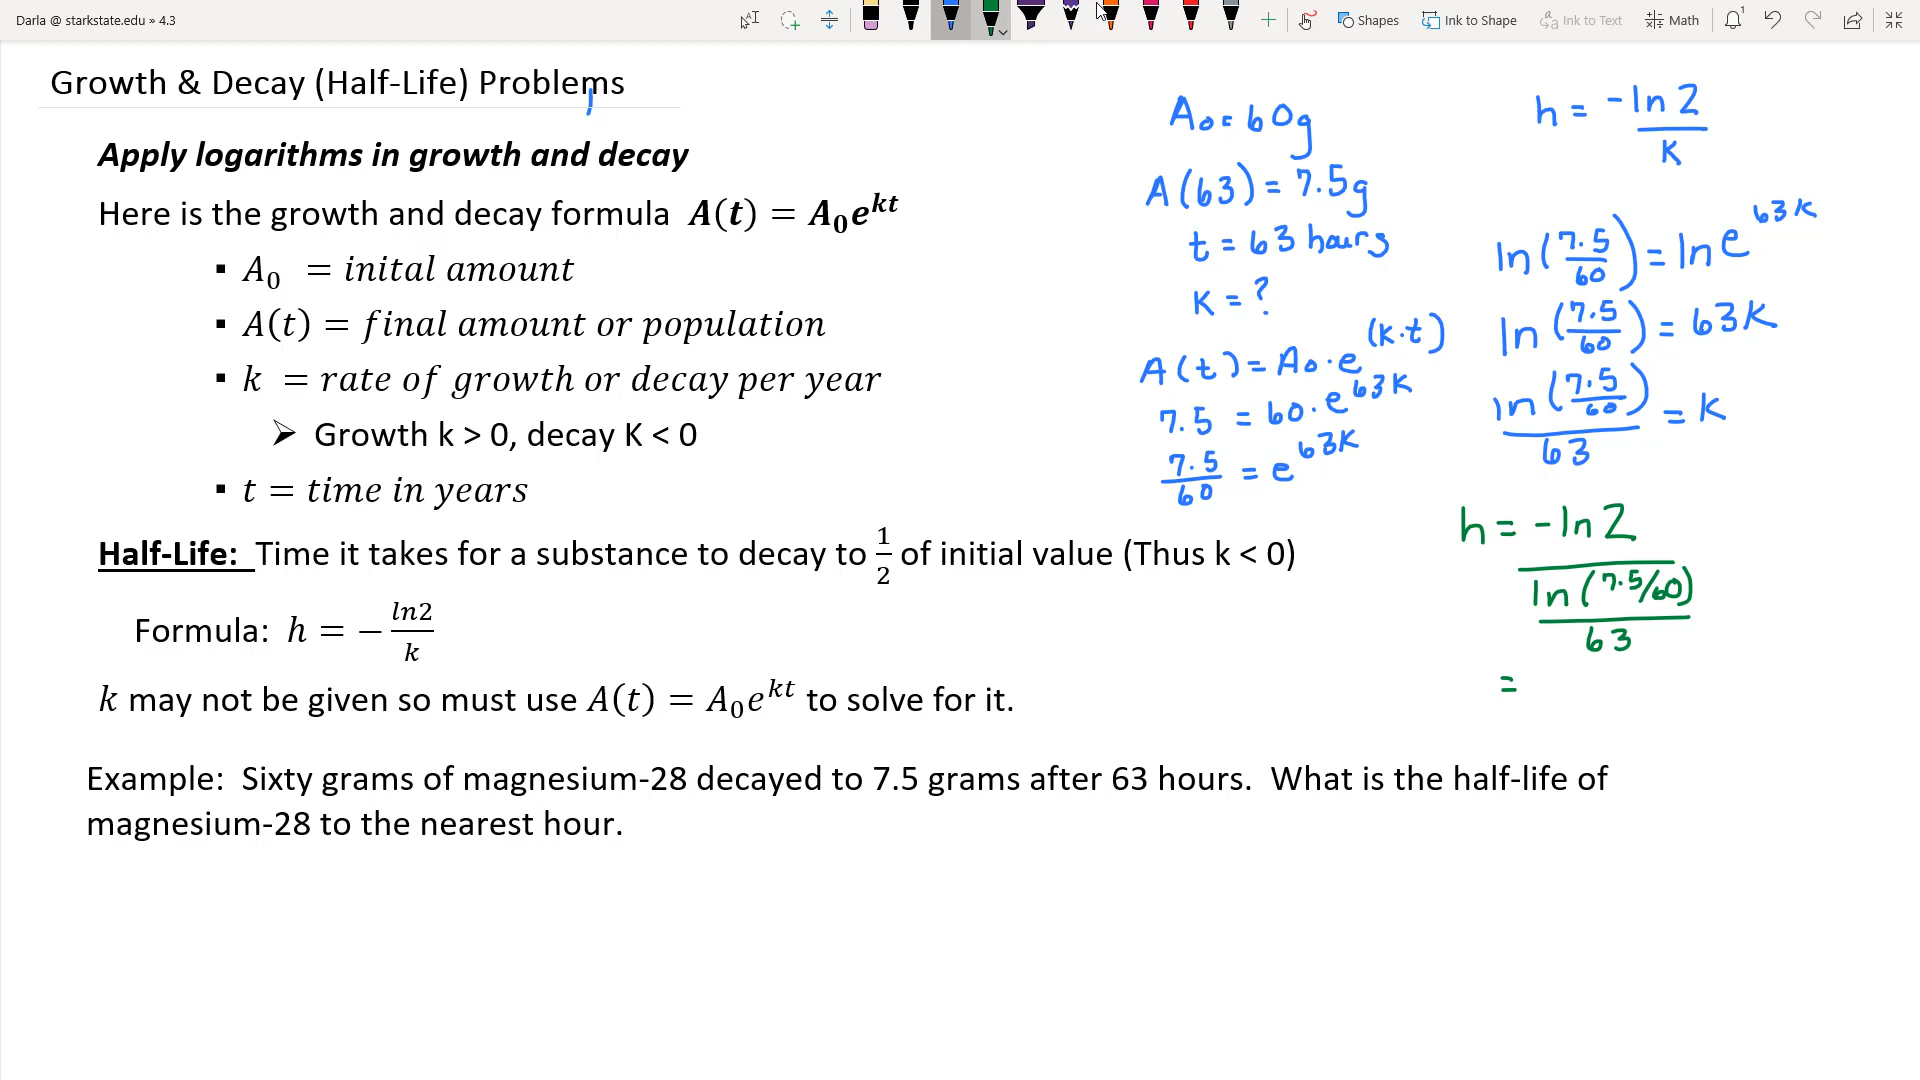 Darla @ starkstate.edu » 4.3
Shapes Ink to Shape Ink to Text Math
Growth & Decay (Half-Life) Problems
Apply logarithms in growth and decay
Here is the growth and decay formula A(t) = A₀e^{kt}
▪ A₀ = inital amount
▪ A(t) = final amount or population
▪ k = rate of growth or decay per year
➢ Growth k > 0, decay K < 0
▪ t = time in years
Half-Life: Time it takes for a substance to decay to 1/2 of initial value (Thus k < 0)
Formula: h = − ln2/k
k may not be given so must use A(t) = A₀e^{kt} to solve for it.
Example: Sixty grams of magnesium-28 decayed to 7.5 grams after 63 hours. What is the half-life of
magnesium-28 to the nearest hour.
A₀ = 60g
A(63) = 7.5g
t = 63 hours
K = ?
A(t) = A₀·e^{(k·t)}
7.5 = 60·e^{63K}
7.5/60 = e^{63K}
h = -ln 2/K
ln(7.5/60) = ln e^{63K}
ln(7.5/60) = 63K
ln(7.5/60)/63 = K
h = -ln 2
ln(7.5/60)
63
=